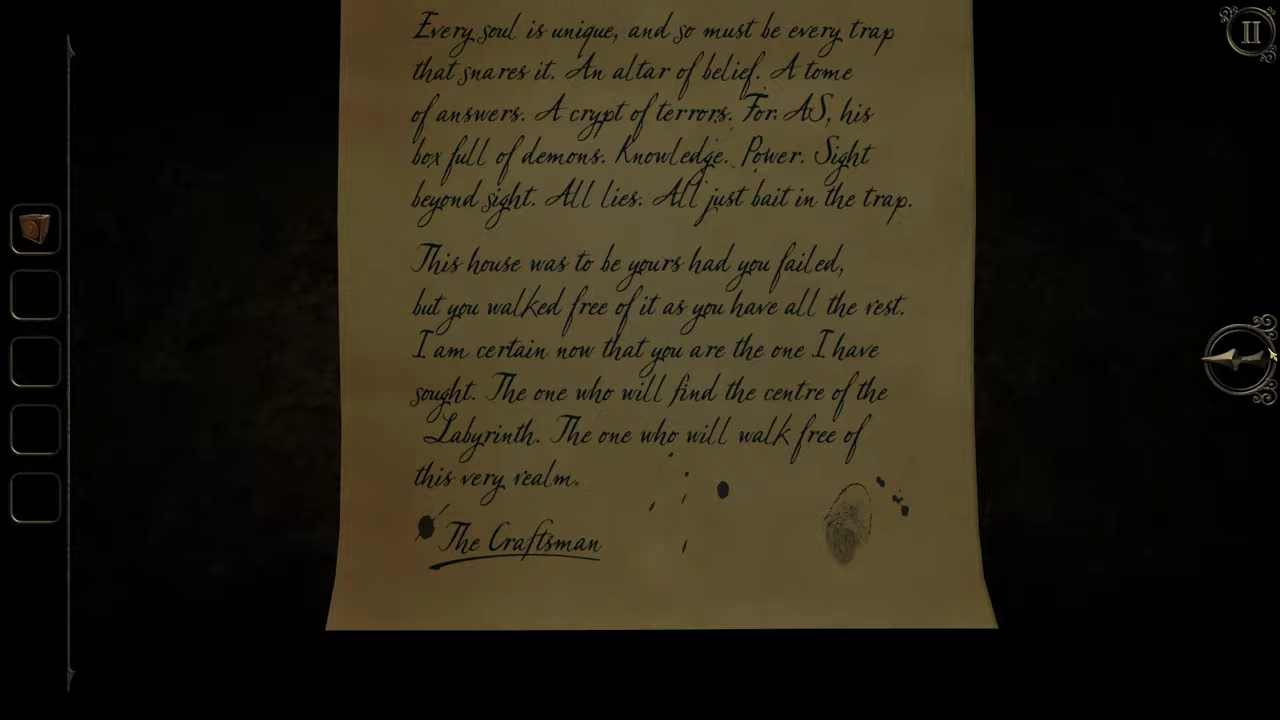 Every soul is unique, and so must be every trap
that snares it. An altar of belief. A tome
of answers. A crypt of terrors. For AS, his
box full of demons. Knowledge. Power. Sight
beyond sight. All lies. All just bait in the trap.
This house was to be yours had you failed,
but you walked free of it as you have all the rest.
I am certain now that you are the one I have
sought. The one who will find the centre of the
Labyrinth. The one who will walk free of
this very realm.
The Craftsman